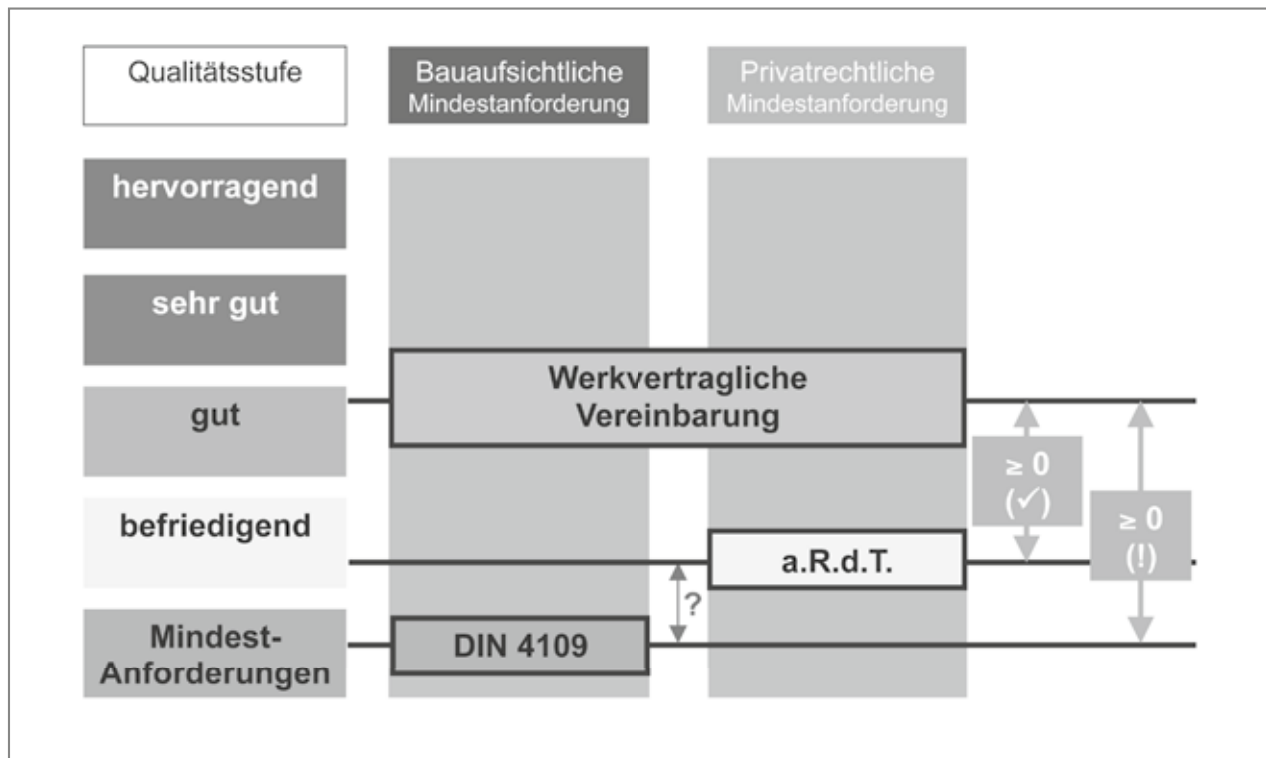 Qualitätsstufe
Bauaufsichtliche
Mindestanforderung
Privatrechtliche
Mindestanforderung
hervorragend
sehr gut
gut
Werkvertragliche
Vereinbarung
≥ 0
(✓)
≥ 0
(!)
befriedigend
a.R.d.T.
?
Mindest-
Anforderungen
DIN 4109